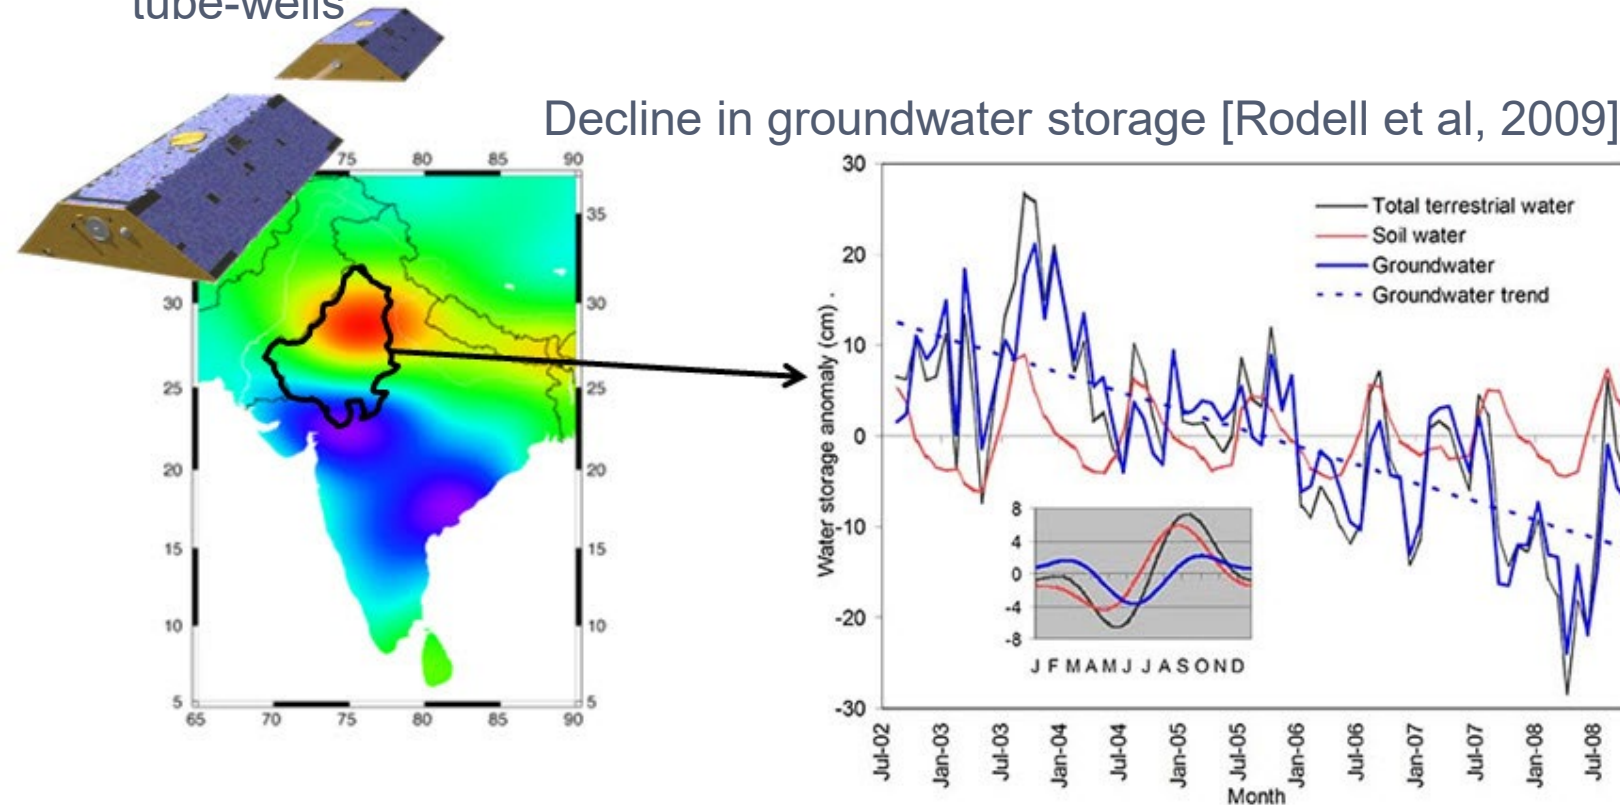 tube-wells
Decline in groundwater storage [Rodell et al, 2009]
75 80 85 90
35
30 30
25 25
20 20
15 15
10 10
5 5
65 70 75 80 85 90
30
20
10
0
-10
-20
-30
Water storage anomaly (cm) .
Total terrestrial water
Soil water
Groundwater
Groundwater trend
8
4
0
-4
-8
J F M A M J J A S O N D
Jul-02 Jan-03 Jul-03 Jan-04 Jul-04 Jan-05 Jul-05 Jan-06 Jul-06 Jan-07 Jul-07 Jan-08 Jul-08
Month